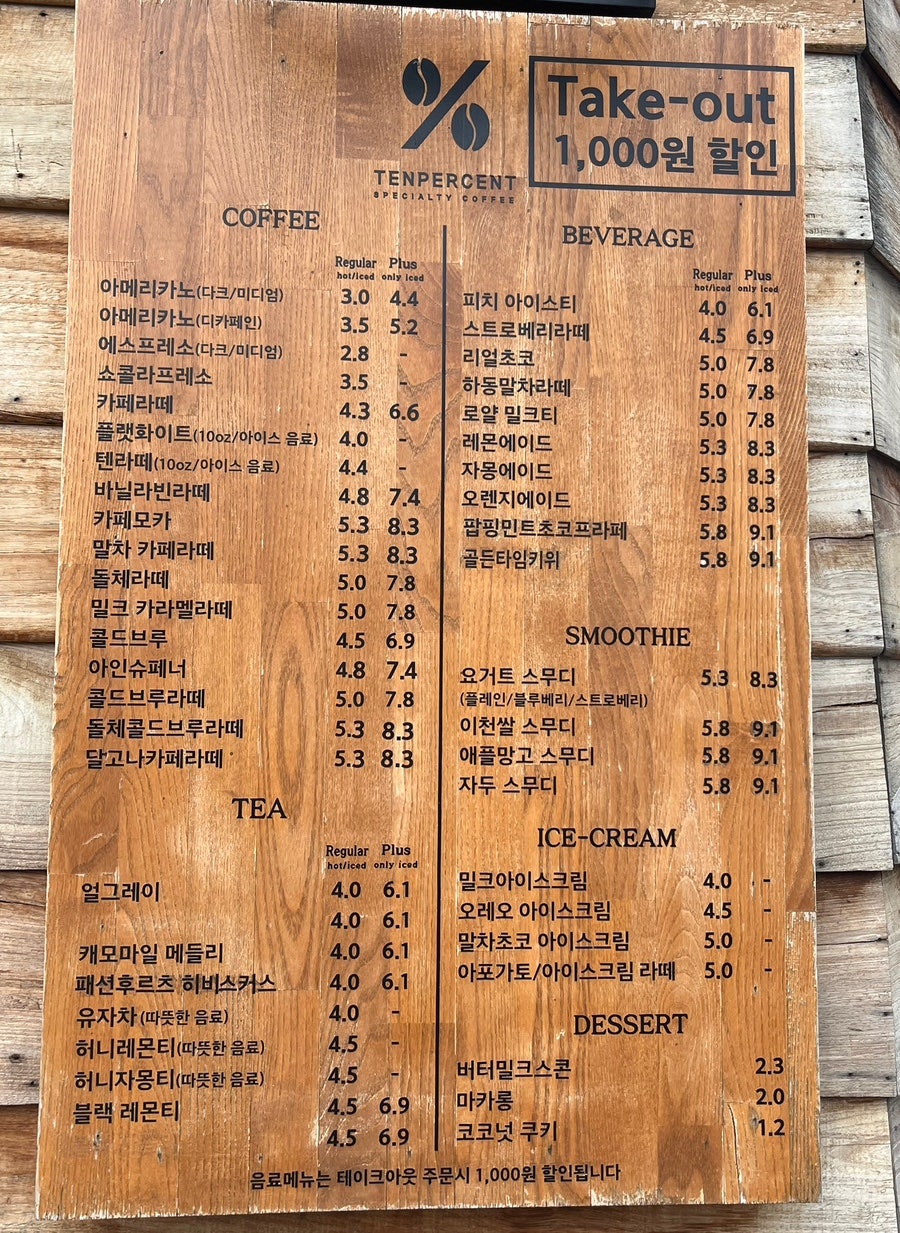 %
TENPERCENT
SPECIALTY COFFEE
Take-out
1,000원 할인
COFFEE
Regular Plus
hot/iced only iced
아메리카노(다크/미디엄) 3.0 4.4
아메리카노(디카페인) 3.5 5.2
에스프레소(다크/미디엄) 2.8 -
쇼콜라프레소 3.5 -
카페라떼 4.3 6.6
플랫화이트(10oz/아이스 음료) 4.0 -
텐라떼(10oz/아이스 음료) 4.4 -
바닐라빈라떼 4.8 7.4
카페모카 5.3 8.3
말차 카페라떼 5.3 8.3
돌체라떼 5.0 7.8
밀크 카라멜라떼 5.0 7.8
콜드브루 4.5 6.9
아인슈페너 4.8 7.4
콜드브루라떼 5.0 7.8
돌체콜드브루라떼 5.3 8.3
달고나카페라떼 5.3 8.3
TEA
Regular Plus
hot/iced only iced
얼그레이 4.0 6.1
4.0 6.1
캐모마일 메들리 4.0 6.1
패션후르츠 히비스커스 4.0 6.1
유자차 (따뜻한 음료) 4.0 -
허니레몬티(따뜻한 음료) 4.5 -
허니자몽티(따뜻한 음료) 4.5 -
블랙 레몬티 4.5 6.9
4.5 6.9
BEVERAGE
Regular Plus
hot/iced only iced
피치 아이스티 4.0 6.1
스트로베리라떼 4.5 6.9
리얼초코 5.0 7.8
하동말차라떼 5.0 7.8
로얄 밀크티 5.0 7.8
레몬에이드 5.3 8.3
자몽에이드 5.3 8.3
오렌지에이드 5.3 8.3
팝핑민트초코프라페 5.8 9.1
골든타임키위 5.8 9.1
SMOOTHIE
요거트 스무디 5.3 8.3
(플레인/블루베리/스트로베리)
이천쌀 스무디 5.8 9.1
애플망고 스무디 5.8 9.1
자두 스무디 5.8 9.1
ICE-CREAM
밀크아이스크림 4.0 -
오레오 아이스크림 4.5 -
말차초코 아이스크림 5.0 -
아포가토/아이스크림 라떼 5.0 -
DESSERT
버터밀크스콘 2.3
마카롱 2.0
코코넛 쿠키 1.2
음료메뉴는 테이크아웃 주문시 1,000원 할인됩니다